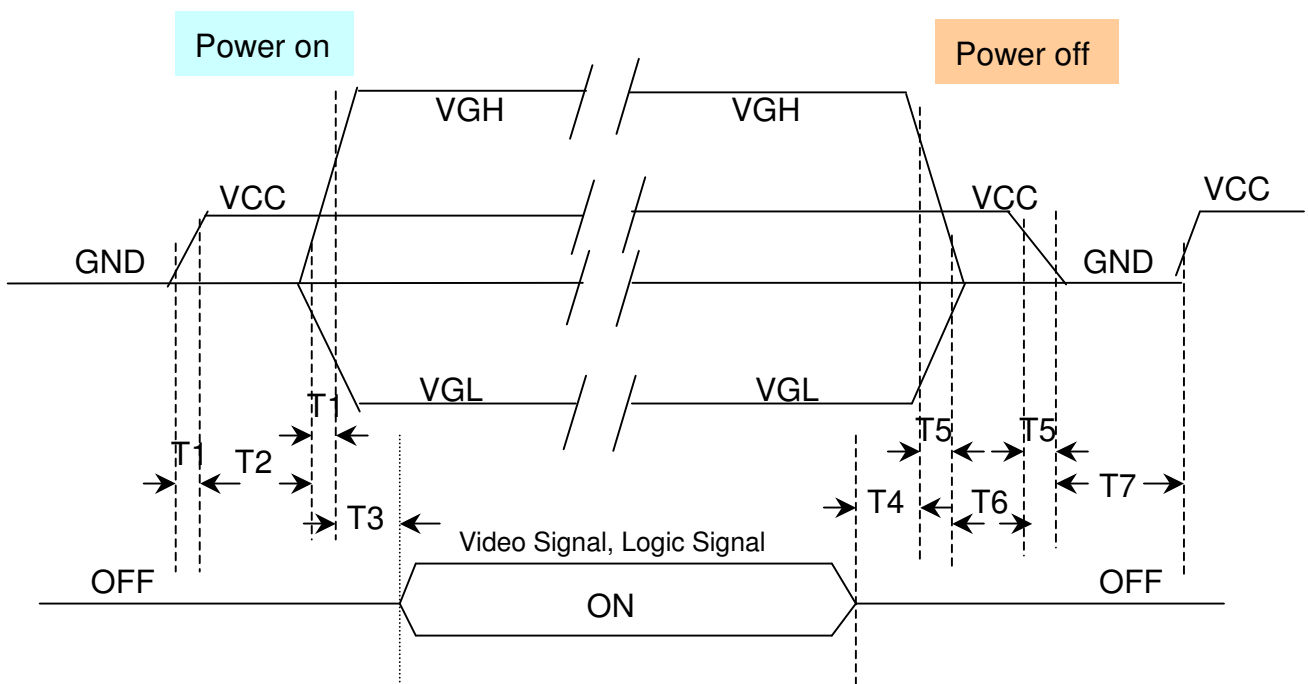 Power on
Power off
VGH
VGH
VCC
VCC
VCC
GND
GND
VGL
VGL
T1
T5
T5
T1
T2
T7
T3
T4
T6
Video Signal, Logic Signal
OFF
ON
OFF